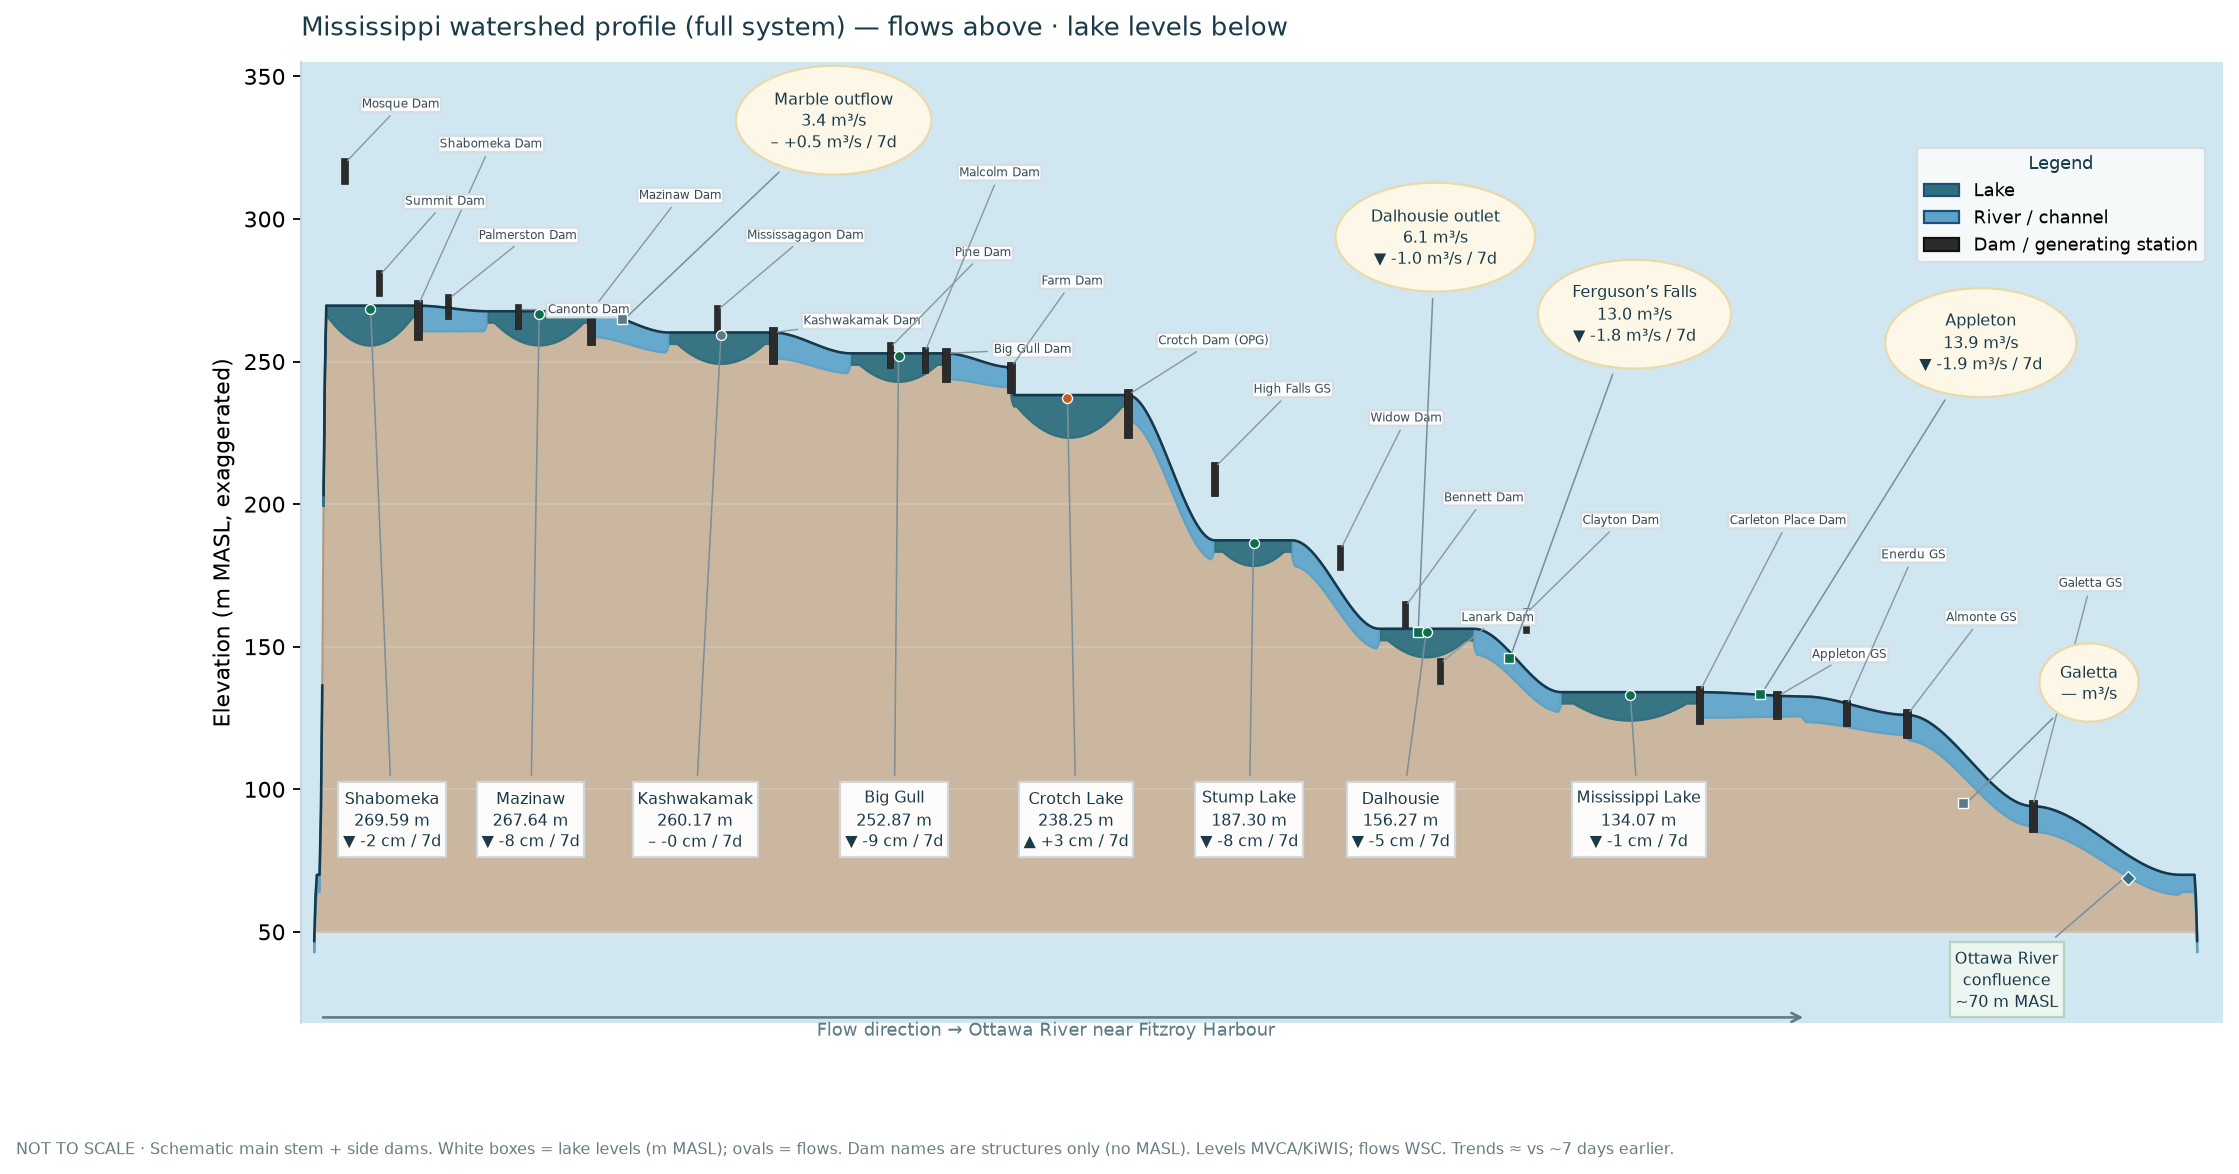 Mississippi watershed profile (full system) — flows above · lake levels below
Elevation (m MASL, exaggerated)
350
300
250
200
150
100
50
Mosque Dam
Shabomeka Dam
Summit Dam
Palmerston Dam
Canonto Dam
Mazinaw Dam
Marble outflow
3.4 m³/s
– +0.5 m³/s / 7d
Mississagagon Dam
Kashwakamak Dam
Malcolm Dam
Pine Dam
Farm Dam
Big Gull Dam
Crotch Dam (OPG)
High Falls GS
Widow Dam
Dalhousie outlet
6.1 m³/s
▼ -1.0 m³/s / 7d
Bennett Dam
Lanark Dam
Ferguson’s Falls
13.0 m³/s
▼ -1.8 m³/s / 7d
Clayton Dam
Carleton Place Dam
Appleton
13.9 m³/s
▼ -1.9 m³/s / 7d
Appleton GS
Enerdu GS
Almonte GS
Galetta GS
Galetta
— m³/s
Legend
Lake
River / channel
Dam / generating station
Shabomeka
269.59 m
▼ -2 cm / 7d
Mazinaw
267.64 m
▼ -8 cm / 7d
Kashwakamak
260.17 m
– -0 cm / 7d
Big Gull
252.87 m
▼ -9 cm / 7d
Crotch Lake
238.25 m
▲ +3 cm / 7d
Stump Lake
187.30 m
▼ -8 cm / 7d
Dalhousie
156.27 m
▼ -5 cm / 7d
Mississippi Lake
134.07 m
▼ -1 cm / 7d
Ottawa River
confluence
~70 m MASL
Flow direction → Ottawa River near Fitzroy Harbour
NOT TO SCALE · Schematic main stem + side dams. White boxes = lake levels (m MASL); ovals = flows. Dam names are structures only (no MASL). Levels MVCA/KiWIS; flows WSC. Trends ≈ vs ~7 days earlier.